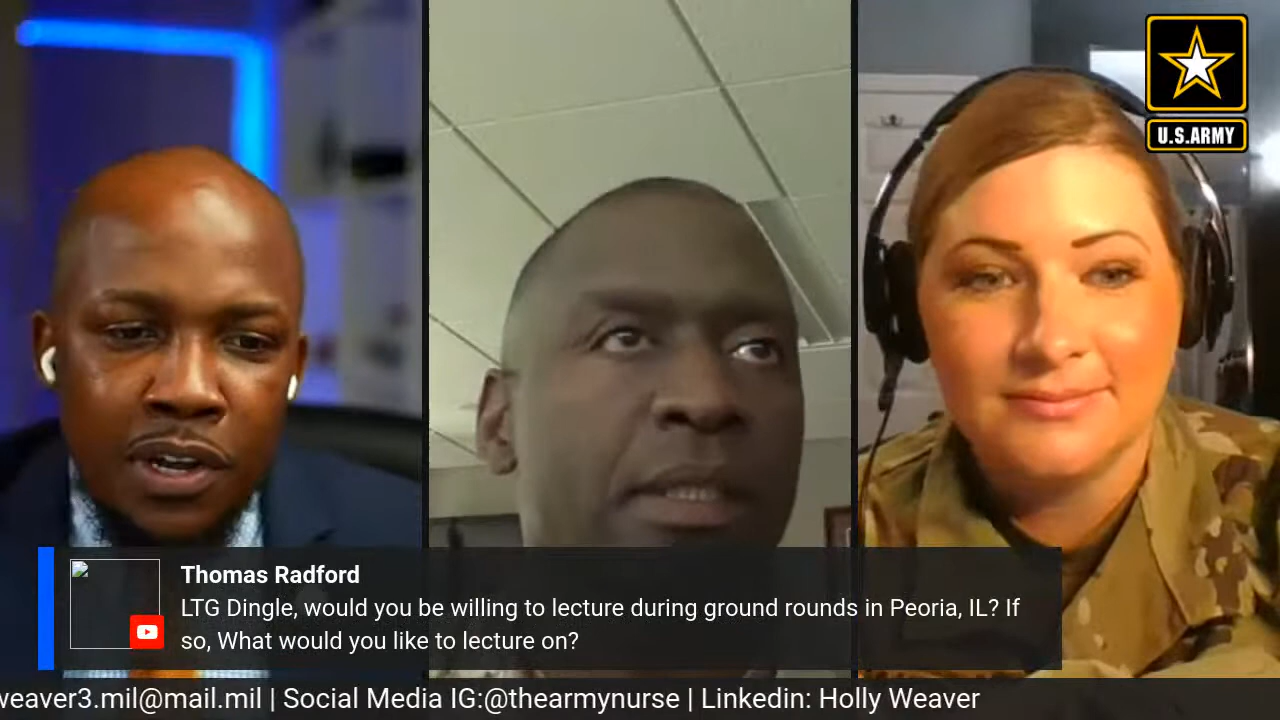 U.S.ARMY
Thomas Radford
LTG Dingle, would you be willing to lecture during ground rounds in Peoria, IL? If
so, What would you like to lecture on?
weaver3.mil@mail.mil | Social Media IG:@thearmynurse | Linkedin: Holly Weaver